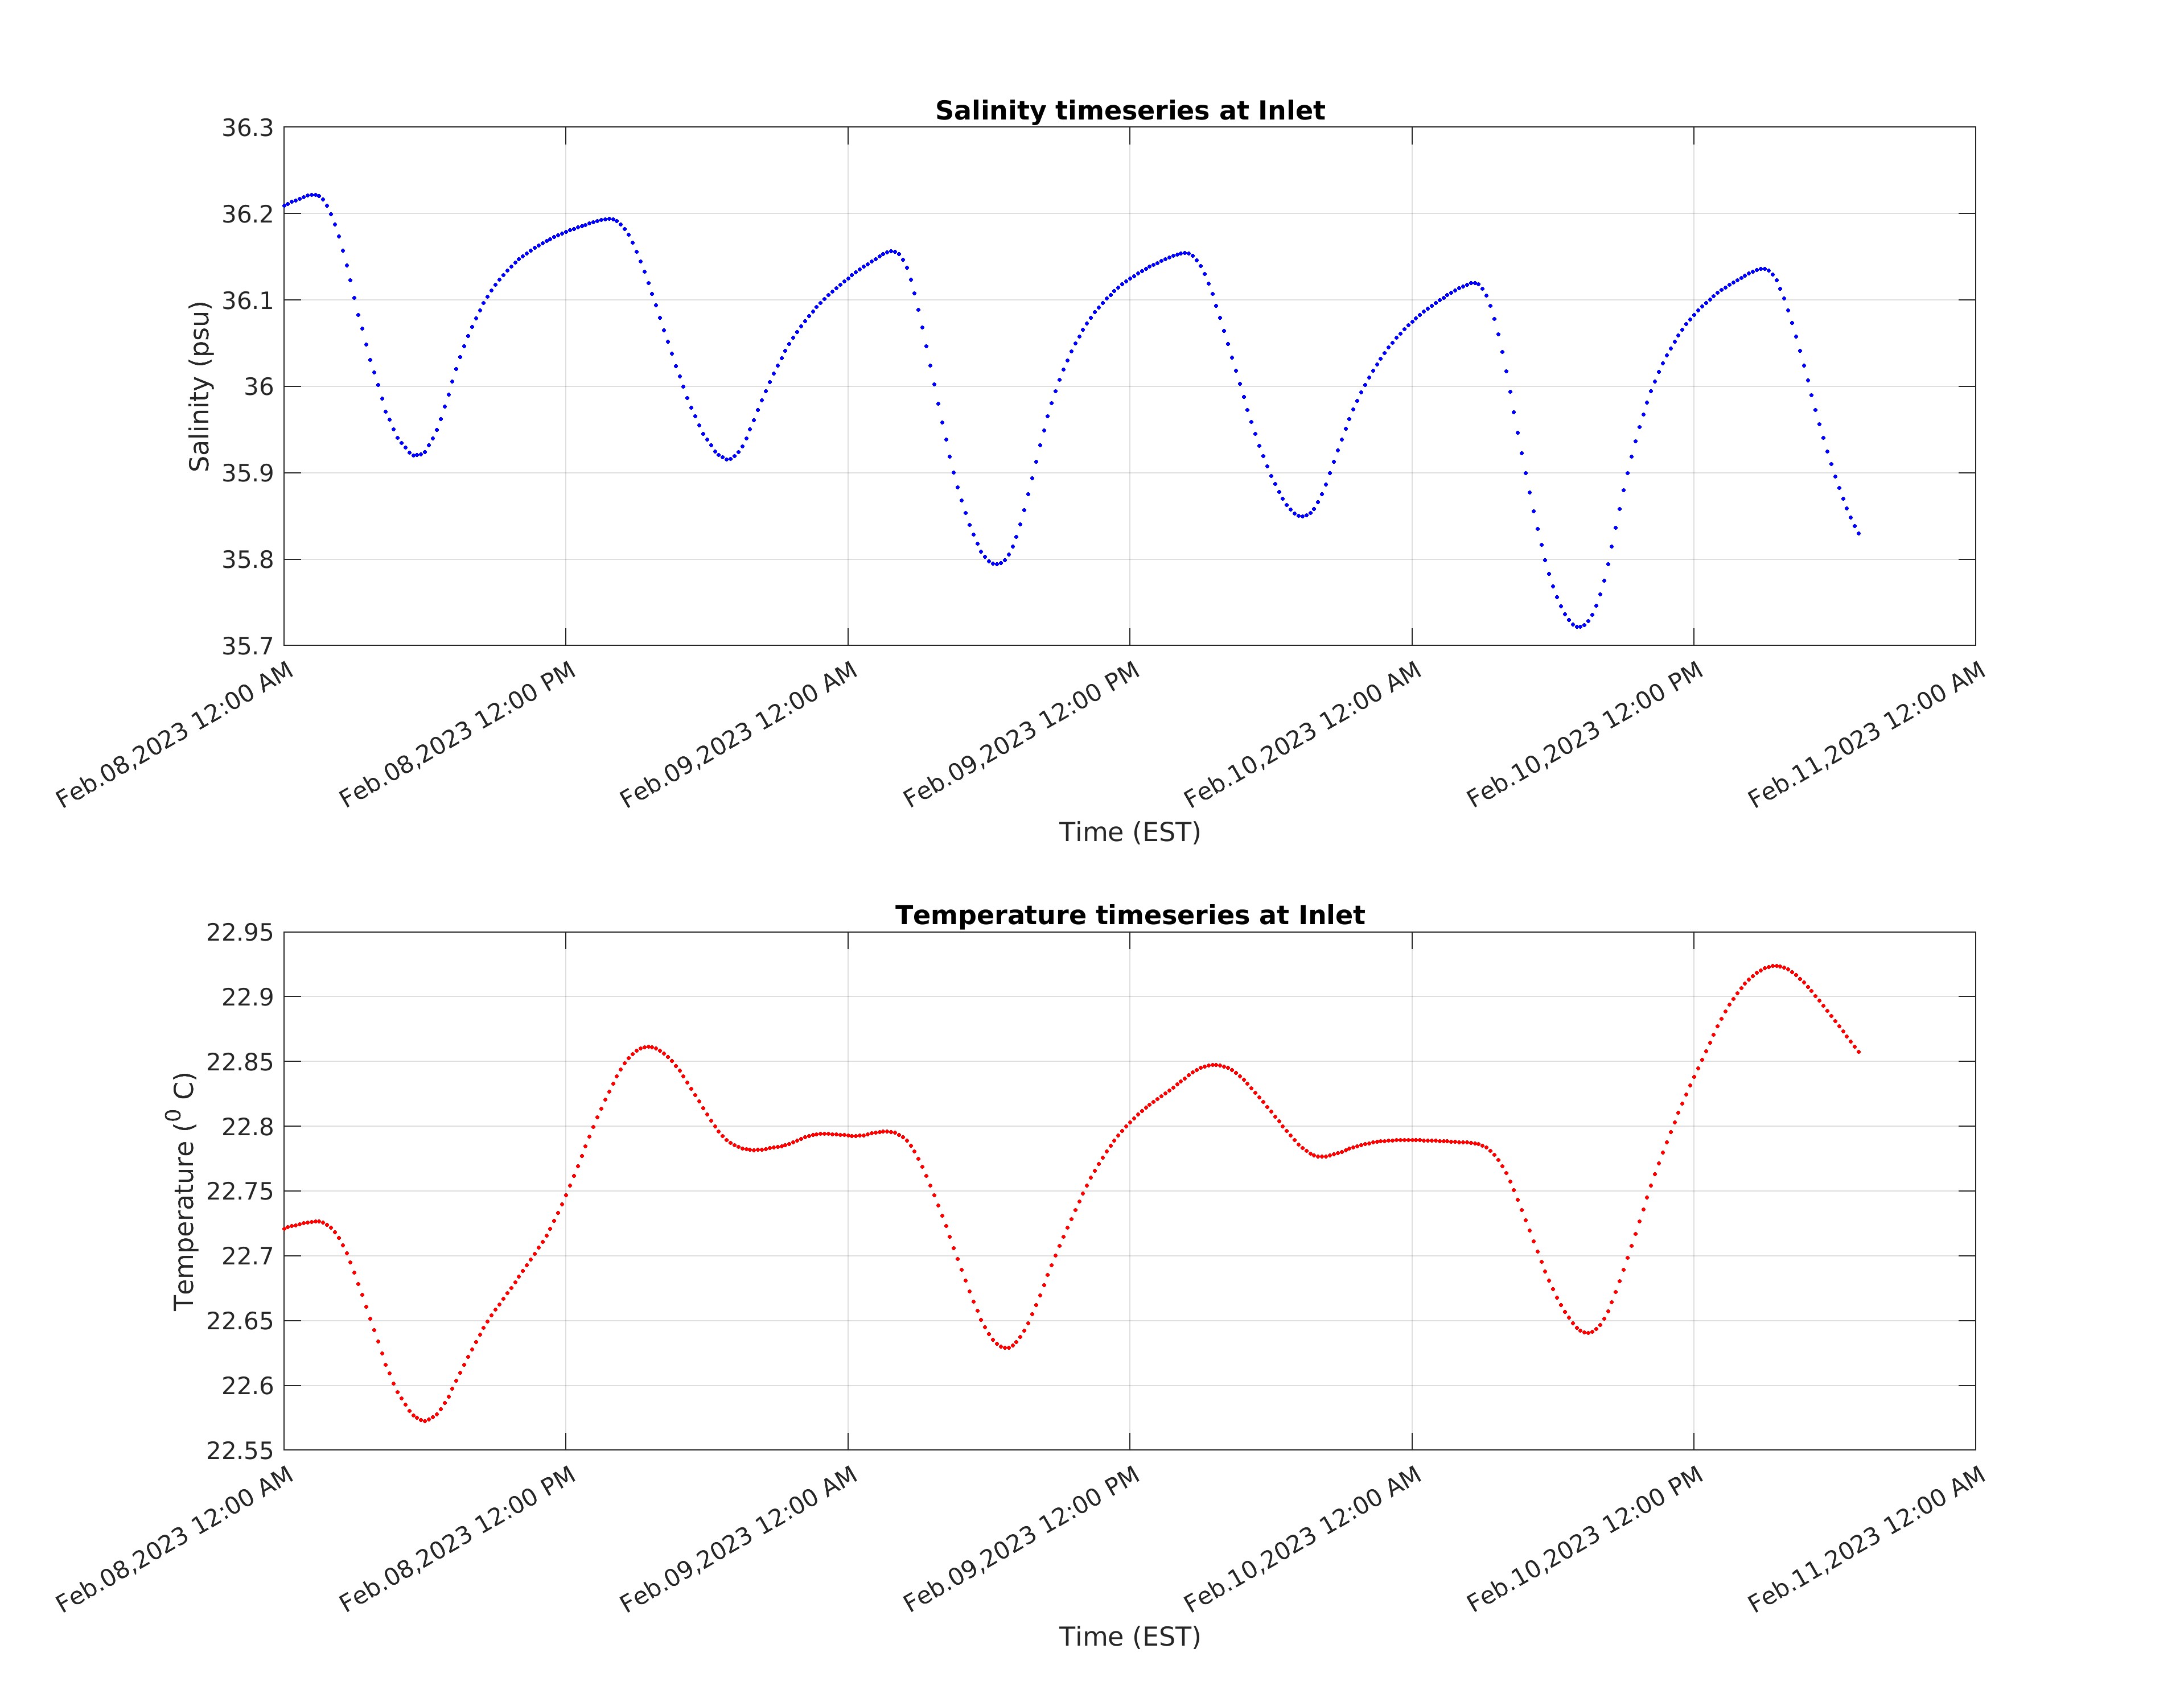 Salinity timeseries at Inlet
36.3
36.2
36.1
36
35.9
35.8
35.7
Salinity (psu)
Feb.08,2023 12:00 AM
Feb.08,2023 12:00 PM
Feb.09,2023 12:00 AM
Feb.09,2023 12:00 PM
Feb.10,2023 12:00 AM
Feb.10,2023 12:00 PM
Feb.11,2023 12:00 AM
Time (EST)
Temperature timeseries at Inlet
22.95
22.9
22.85
22.8
22.75
22.7
22.65
22.6
22.55
Temperature (⁰ C)
Feb.08,2023 12:00 AM
Feb.08,2023 12:00 PM
Feb.09,2023 12:00 AM
Feb.09,2023 12:00 PM
Feb.10,2023 12:00 AM
Feb.10,2023 12:00 PM
Feb.11,2023 12:00 AM
Time (EST)